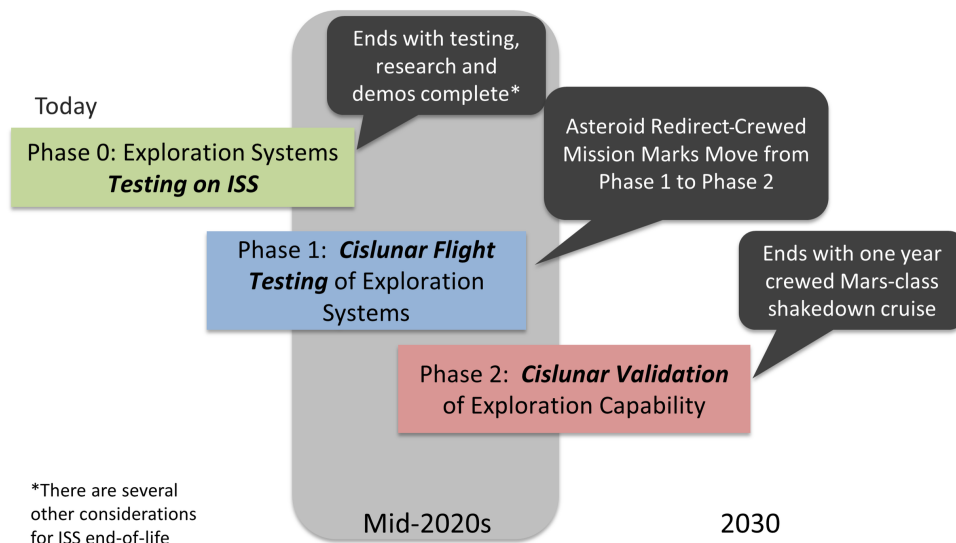 Ends with testing,
research and
demos complete*
Today
Phase 0: Exploration Systems
Testing on ISS
Asteroid Redirect-Crewed
Mission Marks Move from
Phase 1 to Phase 2
Phase 1: Cislunar Flight
Testing of Exploration
Systems
Ends with one year
crewed Mars-class
shakedown cruise
Phase 2: Cislunar Validation
of Exploration Capability
*There are several
other considerations
for ISS end-of-life
Mid-2020s
2030